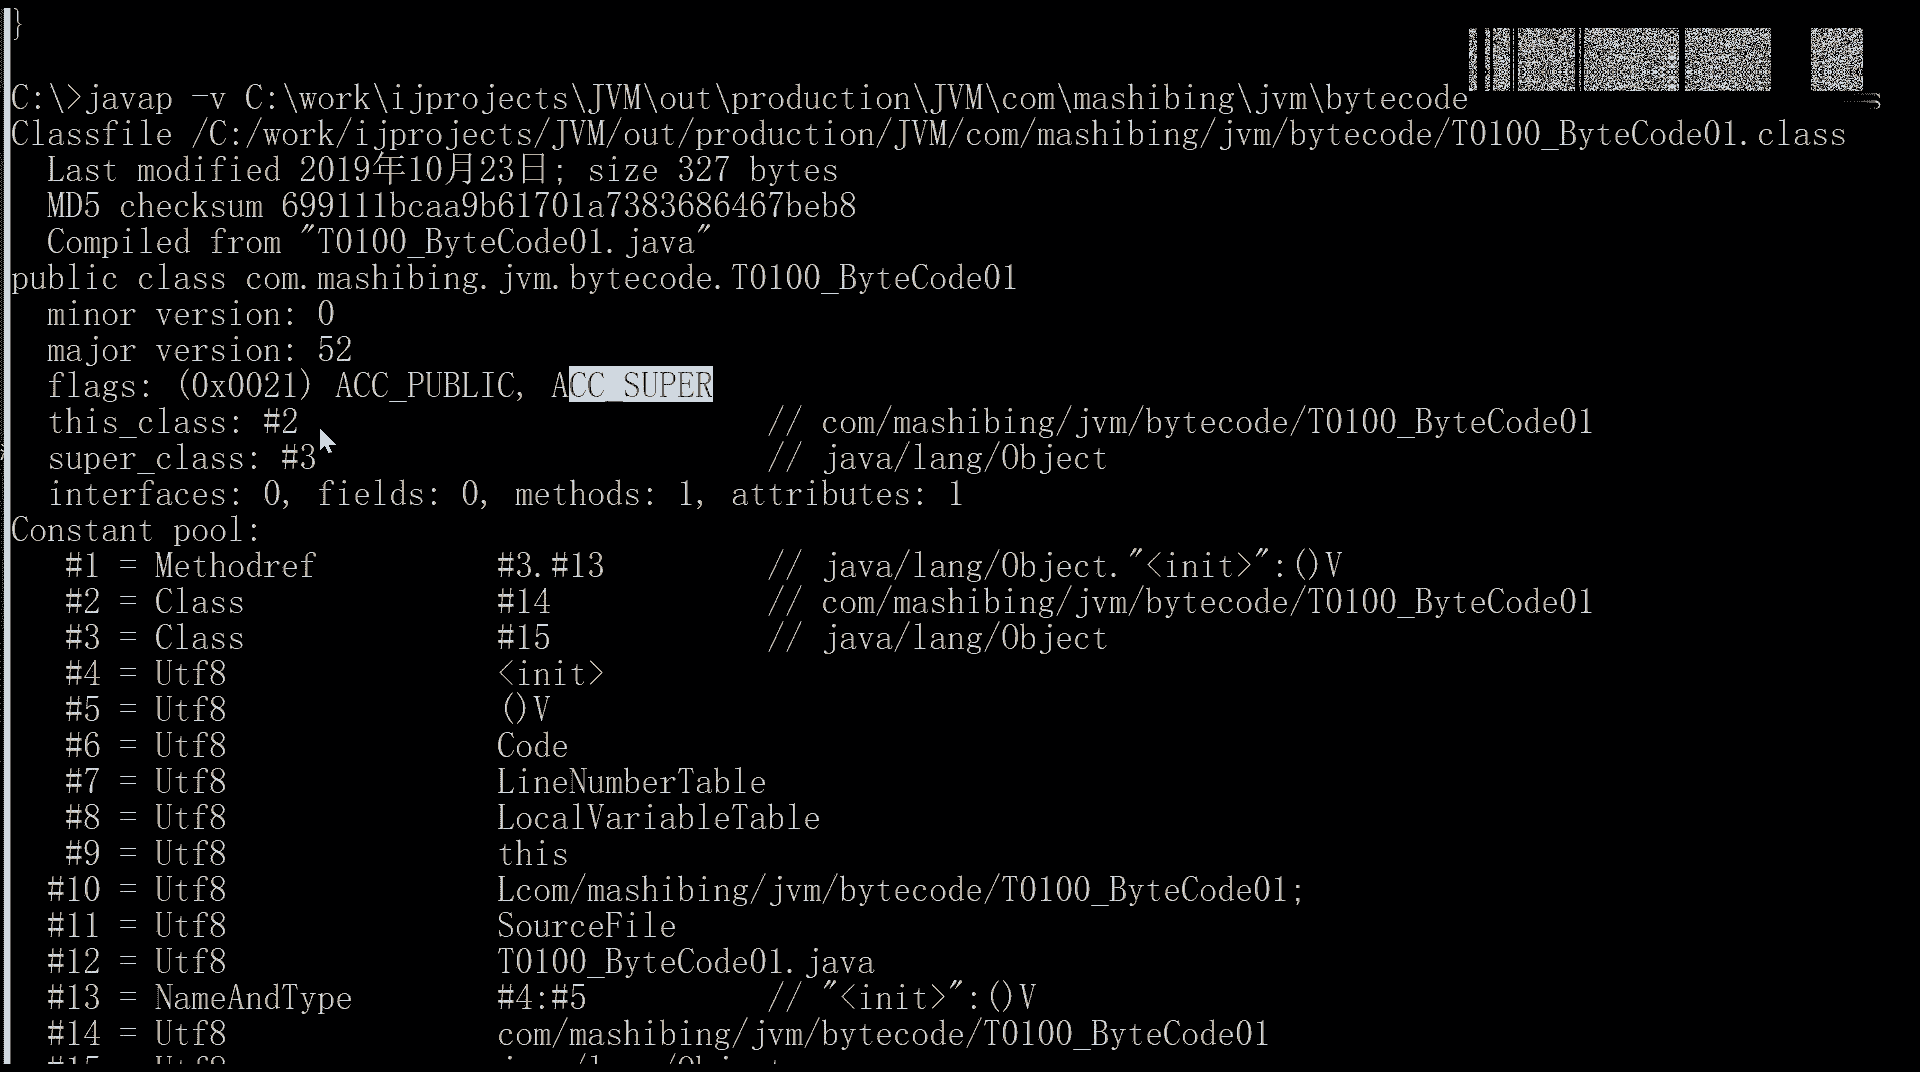 }
C:\>javap -v C:\work\ijprojects\JVM\out\production\JVM\com\mashibing\jvm\bytecode
Classfile /C:/work/ijprojects/JVM/out/production/JVM/com/mashibing/jvm/bytecode/T0100_ByteCode01.class
  Last modified 2019年10月23日; size 327 bytes
  MD5 checksum 699111bcaa9b61701a7383686467beb8
  Compiled from "T0100_ByteCode01.java"
public class com.mashibing.jvm.bytecode.T0100_ByteCode01
  minor version: 0
  major version: 52
  flags: (0x0021) ACC_PUBLIC, ACC_SUPER
  this_class: #2                          // com/mashibing/jvm/bytecode/T0100_ByteCode01
  super_class: #3                         // java/lang/Object
  interfaces: 0, fields: 0, methods: 1, attributes: 1
Constant pool:
   #1 = Methodref          #3.#13         // java/lang/Object."<init>":()V
   #2 = Class              #14            // com/mashibing/jvm/bytecode/T0100_ByteCode01
   #3 = Class              #15            // java/lang/Object
   #4 = Utf8               <init>
   #5 = Utf8               ()V
   #6 = Utf8               Code
   #7 = Utf8               LineNumberTable
   #8 = Utf8               LocalVariableTable
   #9 = Utf8               this
  #10 = Utf8               Lcom/mashibing/jvm/bytecode/T0100_ByteCode01;
  #11 = Utf8               SourceFile
  #12 = Utf8               T0100_ByteCode01.java
  #13 = NameAndType        #4:#5          // "<init>":()V
  #14 = Utf8               com/mashibing/jvm/bytecode/T0100_ByteCode01